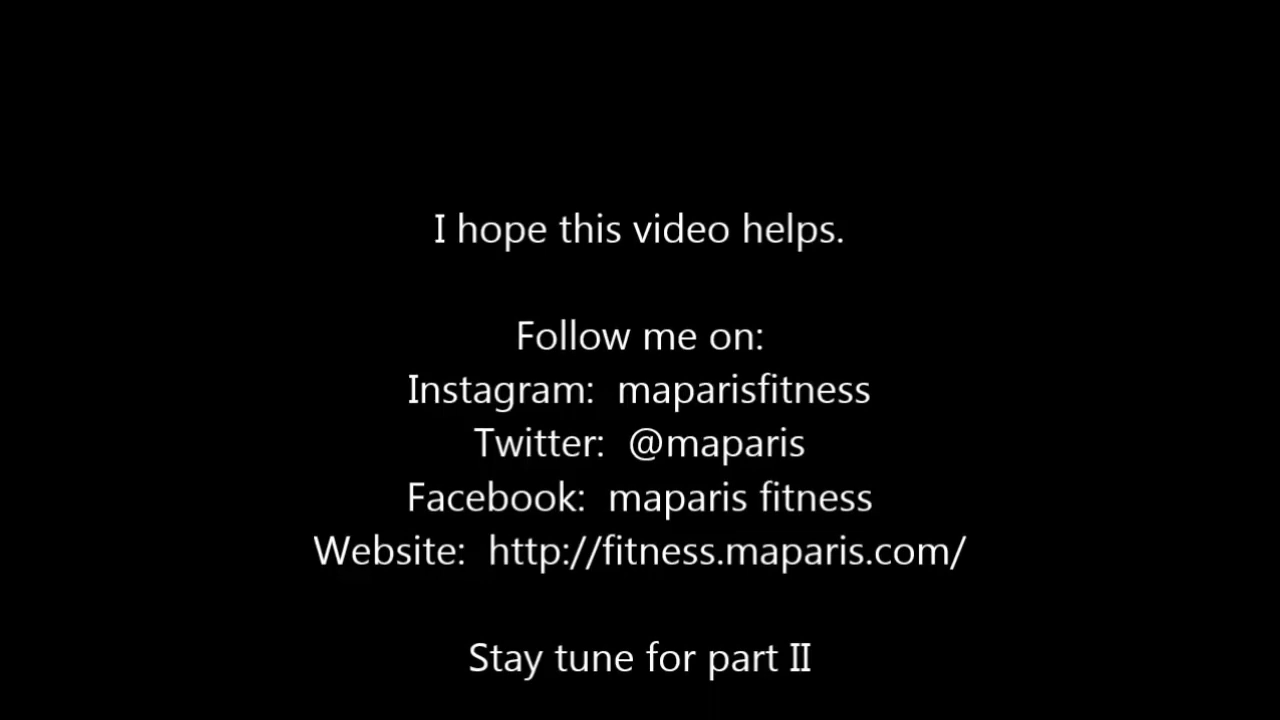 I hope this video helps.
Follow me on:
Instagram:  maparisfitness
Twitter:  @maparis
Facebook:  maparis fitness
Website:  http://fitness.maparis.com/
Stay tune for part II